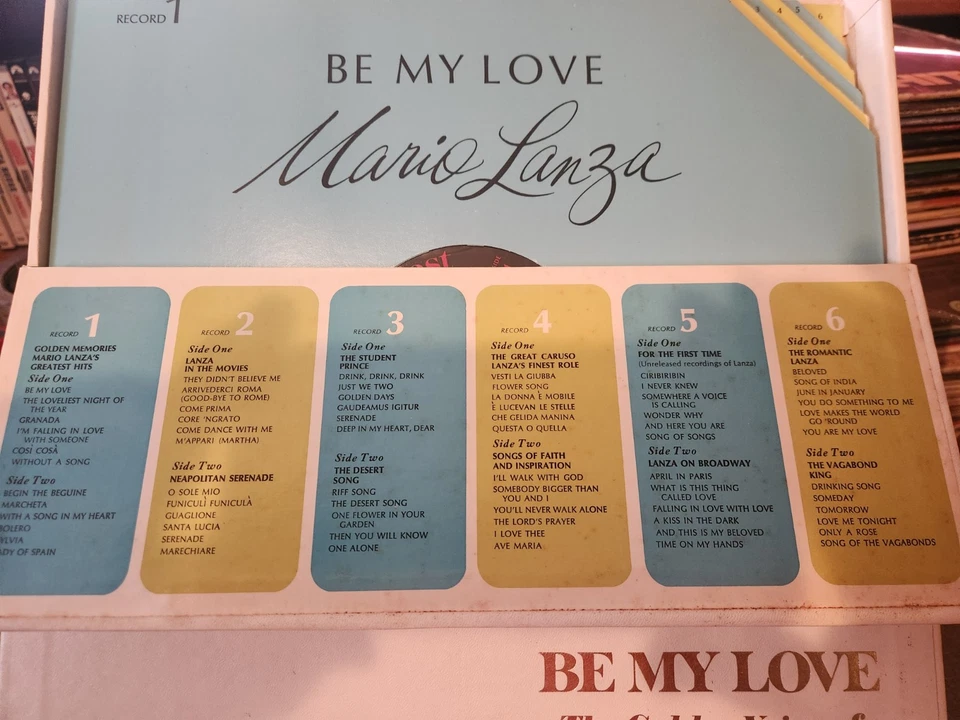 RECORD 1
3 4 5 6
BE MY LOVE
Mario Lanza
RECORD 1
GOLDEN MEMORIES
MARIO LANZA'S
GREATEST HITS
Side One
BE MY LOVE
THE LOVELIEST NIGHT OF
THE YEAR
GRANADA
I'M FALLING IN LOVE
WITH SOMEONE
COSÌ COSÀ
WITHOUT A SONG
Side Two
BEGIN THE BEGUINE
MARCHETA
WITH A SONG IN MY HEART
BOLERO
SYLVIA
ADY OF SPAIN
RECORD 2
Side One
LANZA
IN THE MOVIES
THEY DIDN'T BELIEVE ME
ARRIVEDERCI ROMA
(GOOD-BYE TO ROME)
COME PRIMA
CORE 'NGRATO
COME DANCE WITH ME
M'APPARI (MARTHA)
Side Two
NEAPOLITAN SERENADE
O SOLE MIO
FUNICULÌ FUNICULÀ
GUAGLIONE
SANTA LUCIA
SERENADE
MARECHIARE
RECORD 3
Side One
THE STUDENT
PRINCE
DRINK, DRINK, DRINK
JUST WE TWO
GOLDEN DAYS
GAUDEAMUS IGITUR
SERENADE
DEEP IN MY HEART, DEAR
Side Two
THE DESERT
SONG
RIFF SONG
THE DESERT SONG
ONE FLOWER IN YOUR
GARDEN
THEN YOU WILL KNOW
ONE ALONE
RECORD 4
Side One
THE GREAT CARUSO
LANZA'S FINEST ROLE
VESTI LA GIUBBA
FLOWER SONG
LA DONNA È MOBILE
È LUCEVAN LE STELLE
CHE GELIDA MANINA
QUESTA O QUELLA
Side Two
SONGS OF FAITH
AND INSPIRATION
I'LL WALK WITH GOD
SOMEBODY BIGGER THAN
YOU AND I
YOU'LL NEVER WALK ALONE
THE LORD'S PRAYER
I LOVE THEE
AVE MARIA
RECORD 5
Side One
FOR THE FIRST TIME
(Unreleased recordings of Lanza)
CIRIBIRIBIN
I NEVER KNEW
SOMEWHERE A VOICE
IS CALLING
WONDER WHY
AND HERE YOU ARE
SONG OF SONGS
Side Two
LANZA ON BROADWAY
APRIL IN PARIS
WHAT IS THIS THING
CALLED LOVE
FALLING IN LOVE WITH LOVE
A KISS IN THE DARK
AND THIS IS MY BELOVED
TIME ON MY HANDS
RECORD 6
Side One
THE ROMANTIC
LANZA
BELOVED
SONG OF INDIA
JUNE IN JANUARY
YOU DO SOMETHING TO ME
LOVE MAKES THE WORLD
GO 'ROUND
YOU ARE MY LOVE
Side Two
THE VAGABOND
KING
DRINKING SONG
SOMEDAY
TOMORROW
LOVE ME TONIGHT
ONLY A ROSE
SONG OF THE VAGABONDS
BE MY LOVE